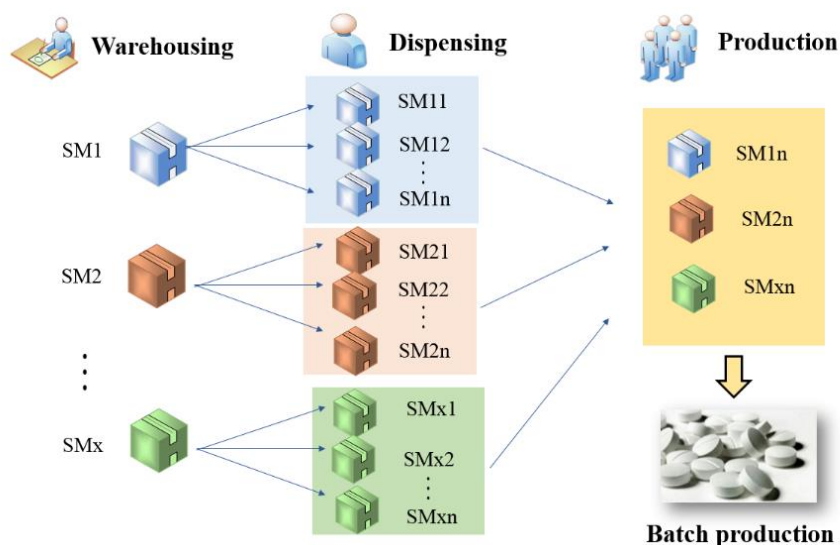 Warehousing
Dispensing
Production
SM1
SM11
SM12
⋮
SM1n
SM2
SM21
SM22
⋮
SM2n
⋮
SMx
SMx1
SMx2
⋮
SMxn
SM1n
SM2n
SMxn
Batch production